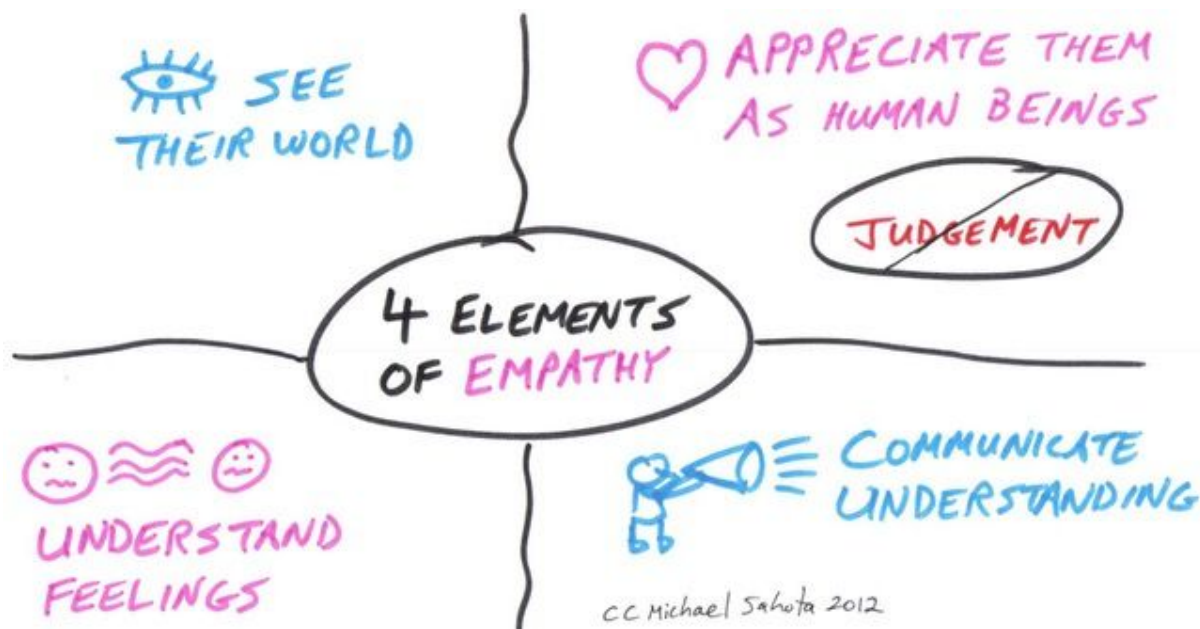 SEE
THEIR WORLD
APPRECIATE THEM
AS HUMAN BEINGS
JUDGEMENT
4 ELEMENTS
OF EMPATHY
UNDERSTAND
FEELINGS
COMMUNICATE
UNDERSTANDING
CC Michael Sahota 2012